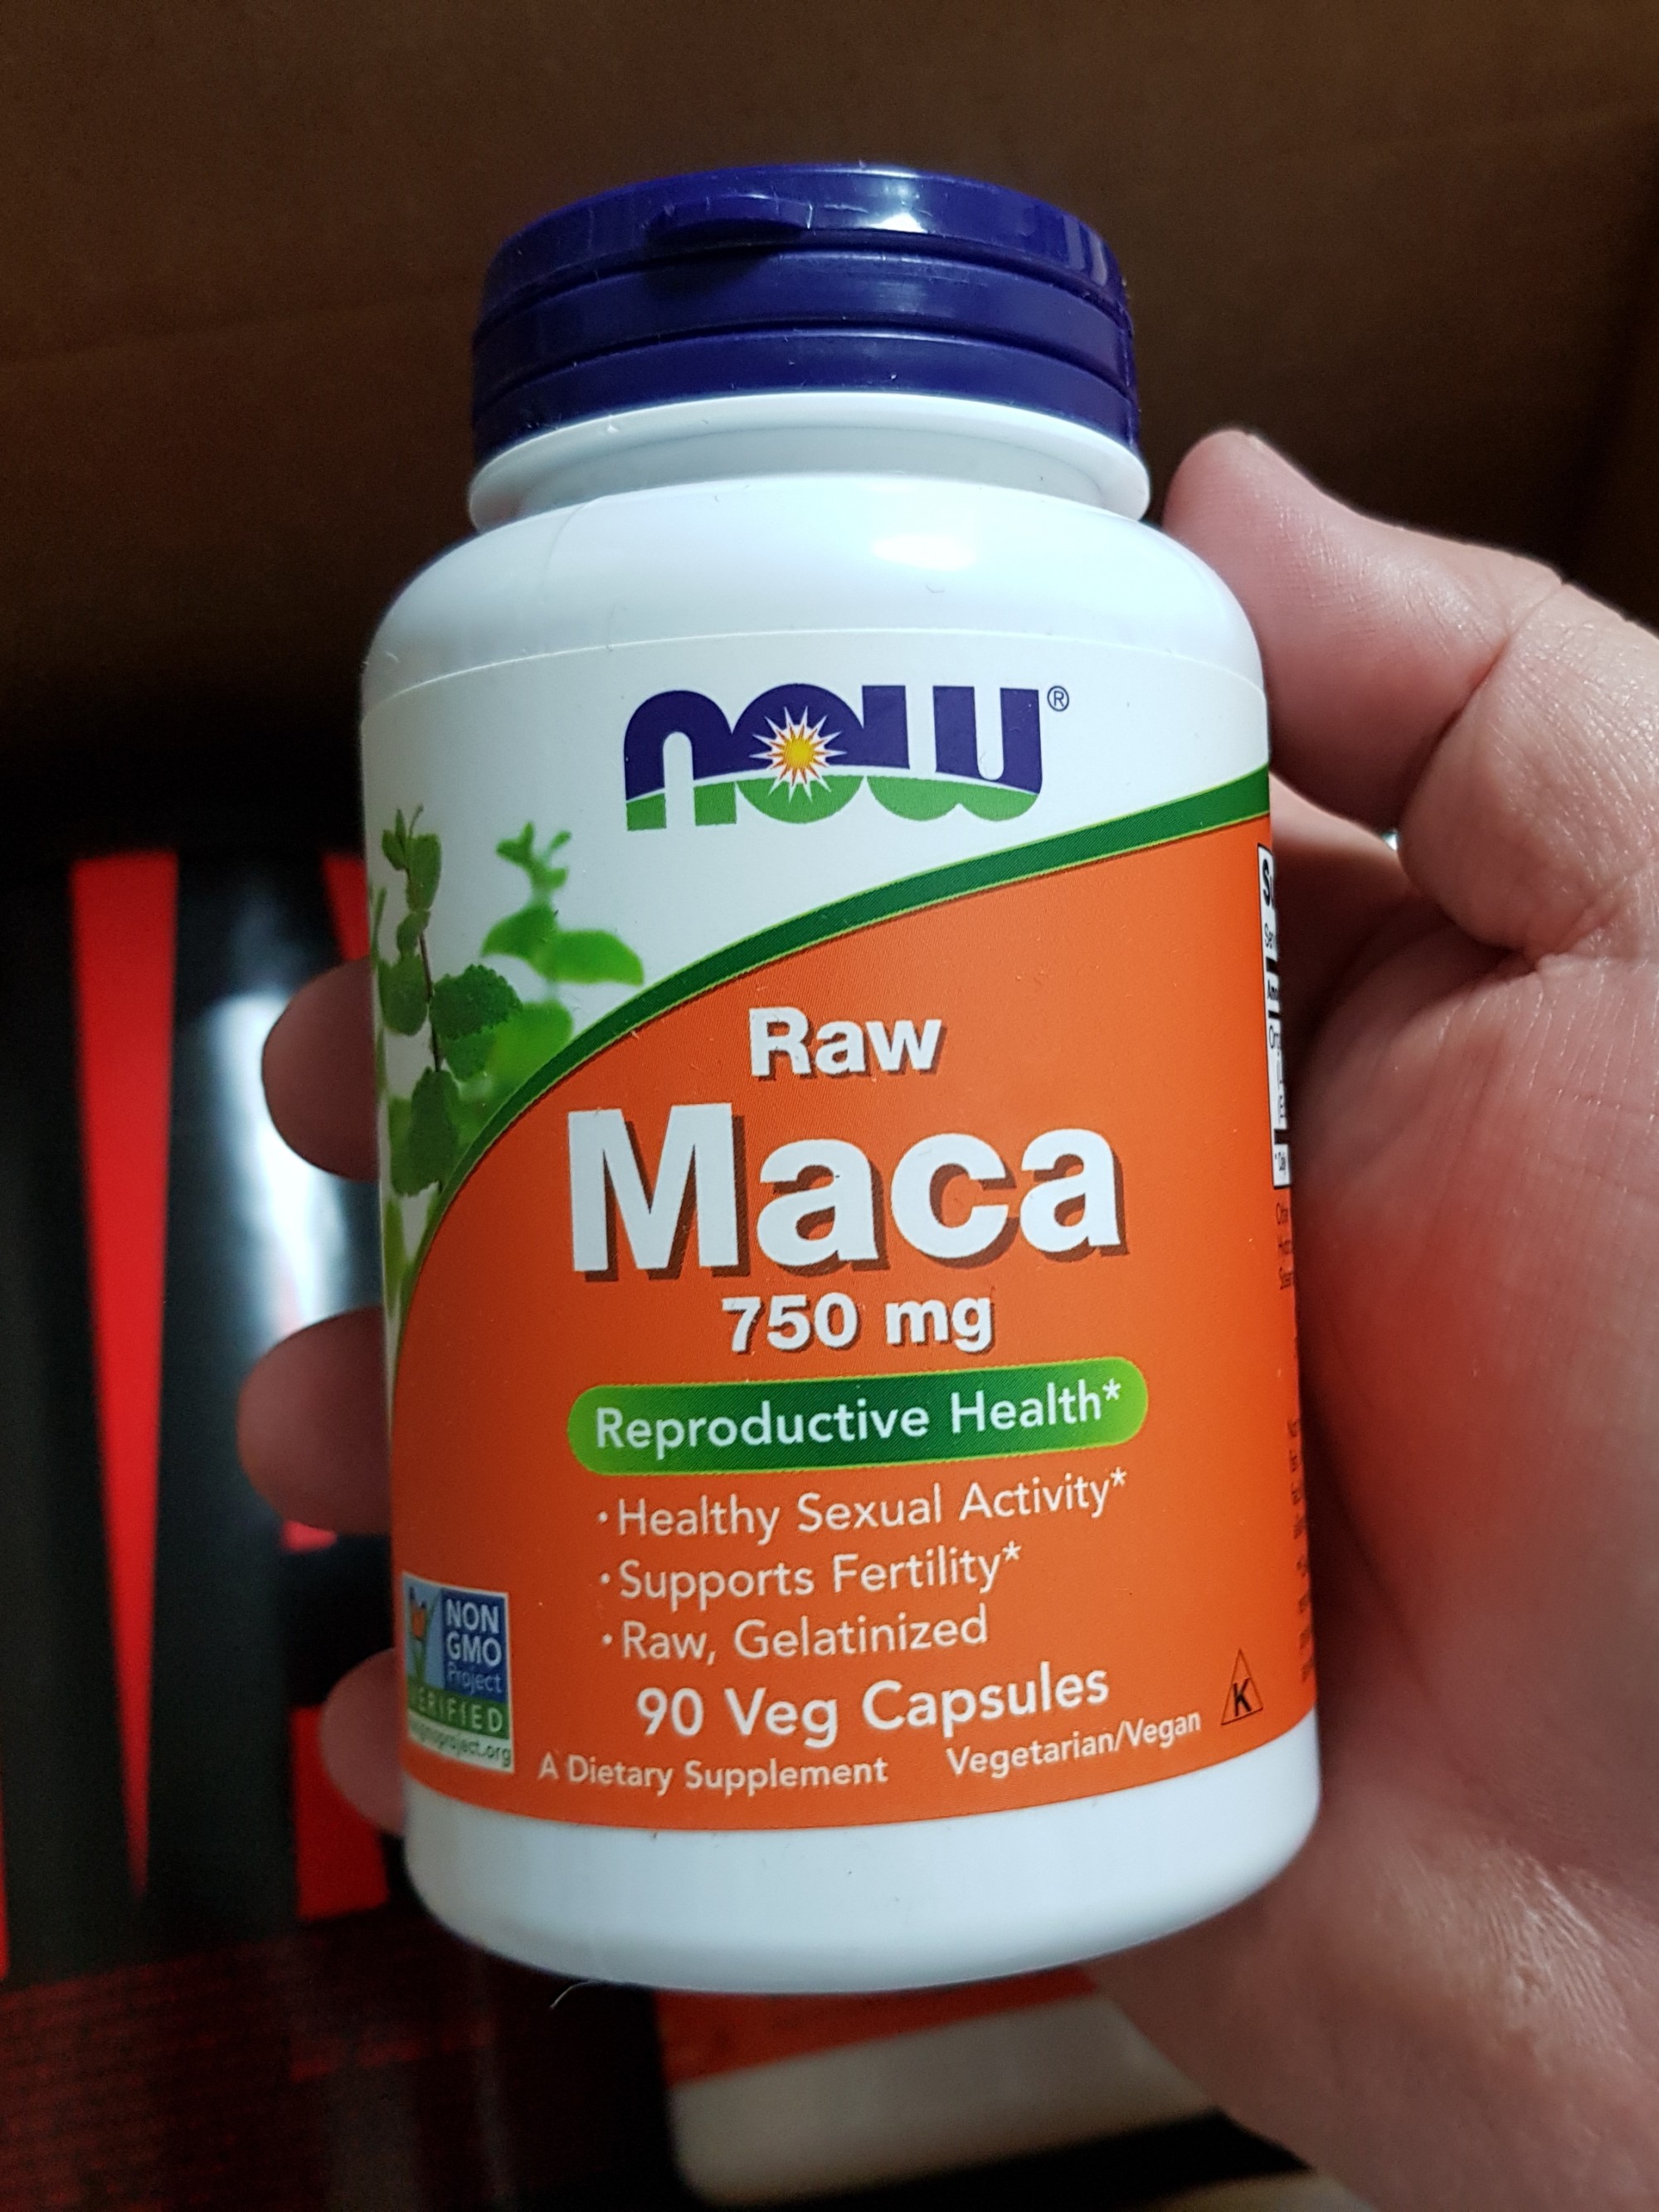 now®
Raw
Maca
750 mg
Reproductive Health*
·Healthy Sexual Activity*
·Supports Fertility*
·Raw, Gelatinized
90 Veg Capsules
A Dietary Supplement
Vegetarian/Vegan
K
NON
GMO
Project
VERIFIED